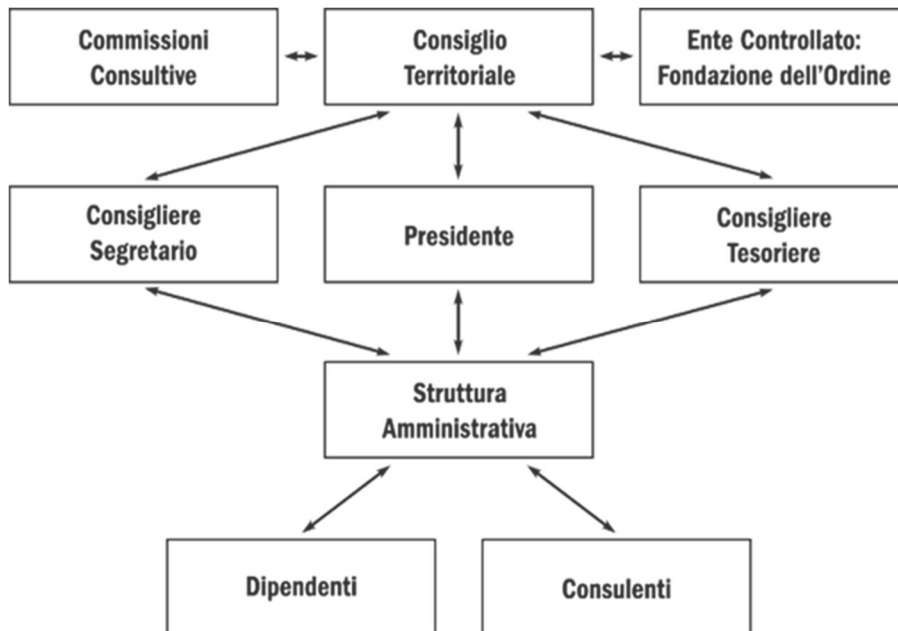 Commissioni
Consultive
Consiglio
Territoriale
Ente Controllato:
Fondazione dell'Ordine
Consigliere
Segretario
Presidente
Consigliere
Tesoriere
Struttura
Amministrativa
Dipendenti
Consulenti